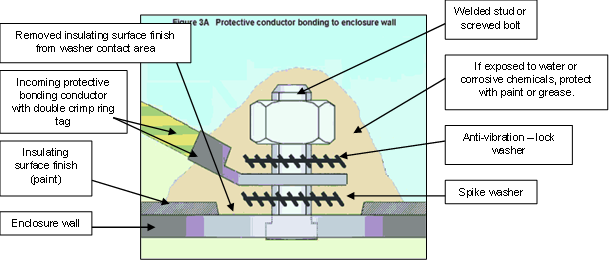 Figure 3A Protective conductor bonding to enclosure wall
Removed insulating surface finish
from washer contact area
Incoming protective
bonding conductor
with double crimp ring
tag
Insulating
surface finish
(paint)
Enclosure wall
Welded stud or
screwed bolt
If exposed to water or
corrosive chemicals, protect
with paint or grease.
Anti-vibration – lock
washer
Spike washer